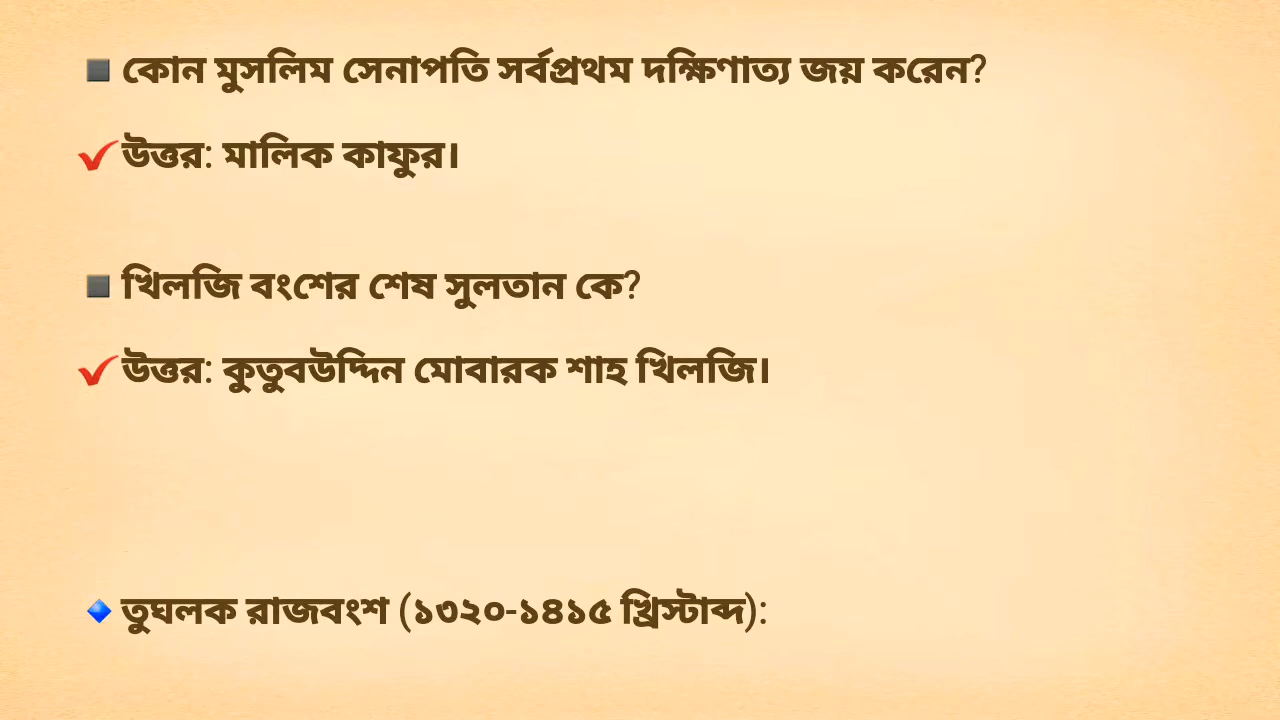 কোন মুসলিম সেনাপতি সর্বপ্রথম দক্ষিণাত্য জয় করেন?
উত্তর: মালিক কাফুর।
খিলজি বংশের শেষ সুলতান কে?
উত্তর: কুতুবউদ্দিন মোবারক শাহ খিলজি।
তুঘলক রাজবংশ (১৩২০-১৪১৫ খ্রিস্টাব্দ):